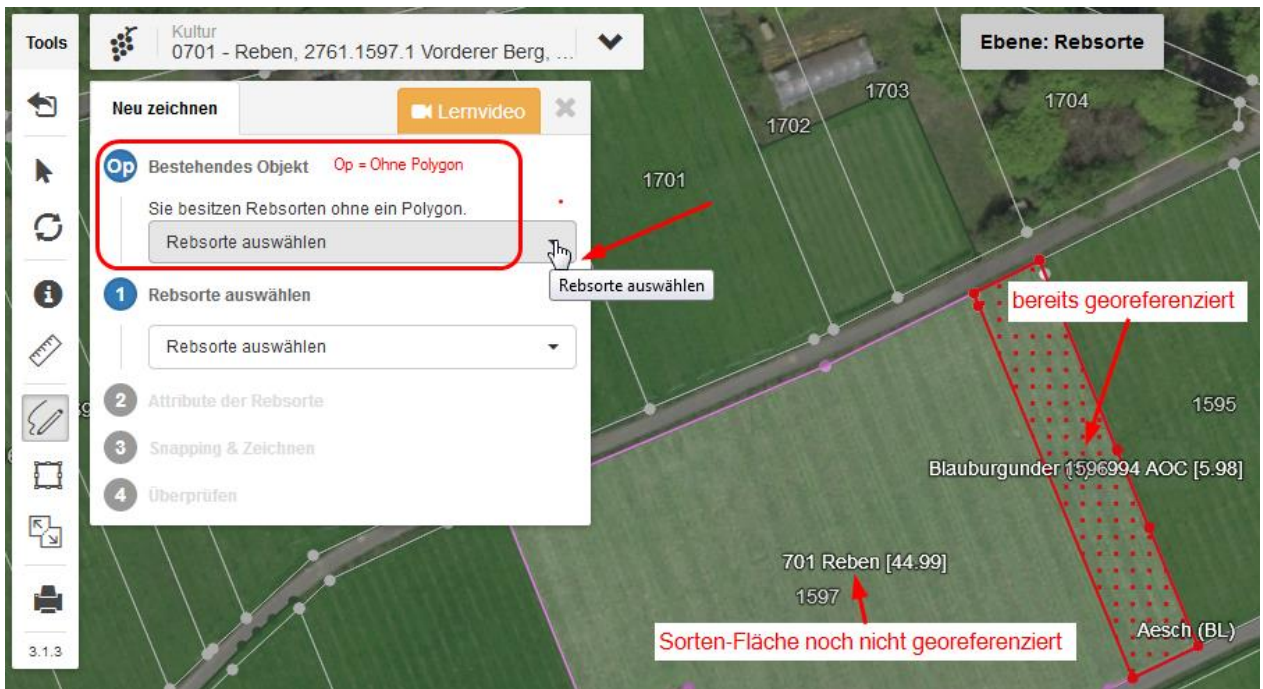 Tools
Kultur
0701 - Reben, 2761.1597.1 Vorderer Berg, ...
Ebene: Rebsorte
Neu zeichnen
Lernvideo
Op
Bestehendes Objekt
Op = Ohne Polygon
Sie besitzen Rebsorten ohne ein Polygon.
Rebsorte auswählen
Rebsorte auswählen
1
Rebsorte auswählen
Rebsorte auswählen
2
Attribute der Rebsorte
3
Snapping & Zeichnen
4
Überprüfen
3.1.3
1703
1704
1702
1701
bereits georeferenziert
1595
Blauburgunder
994 AOC [5.98]
701 Reben [44.99]
1597
Sorten-Fläche noch nicht georeferenziert
Aesch (BL)